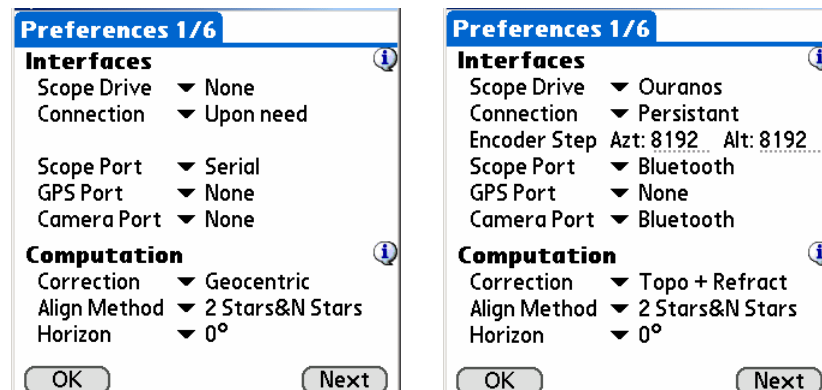 Preferences 1/6
Interfaces
Scope Drive None
Connection Upon need
Scope Port Serial
GPS Port None
Camera Port None
Computation
Correction Geocentric
Align Method 2 Stars&N Stars
Horizon 0°
OK Next
Preferences 1/6
Interfaces
Scope Drive Ouranos
Connection Persistant
Encoder Step Azt: 8192 Alt: 8192
Scope Port Bluetooth
GPS Port None
Camera Port Bluetooth
Computation
Correction Topo + Refract
Align Method 2 Stars&N Stars
Horizon 0°
OK Next